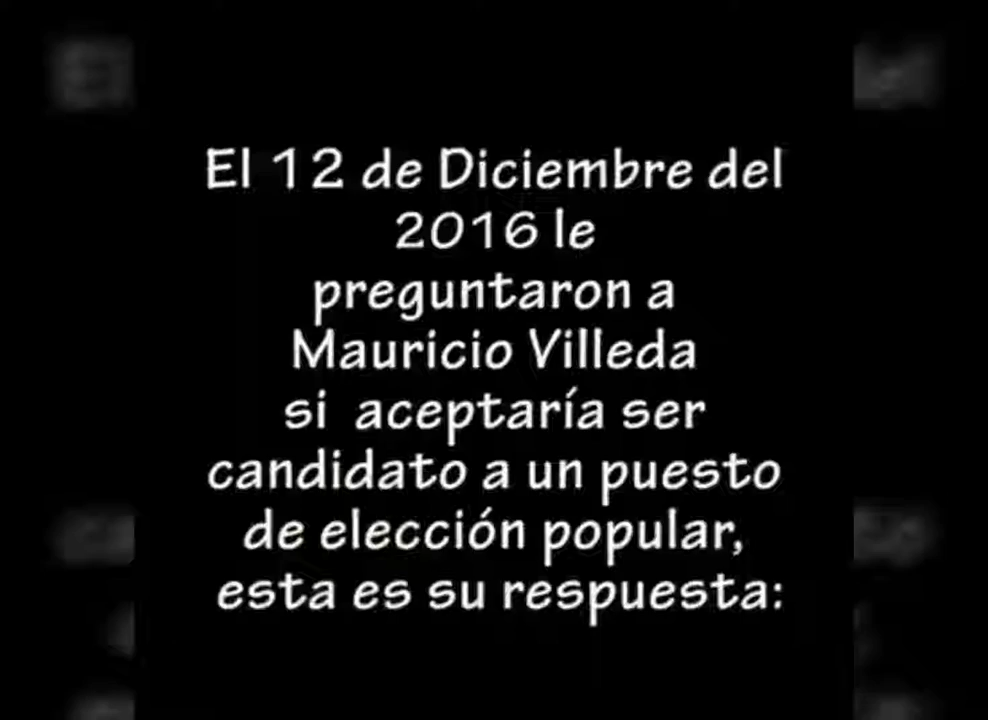 El 12 de Diciembre del
2016 le
preguntaron a
Mauricio Villeda
si aceptaría ser
candidato a un puesto
de elección popular,
esta es su respuesta: